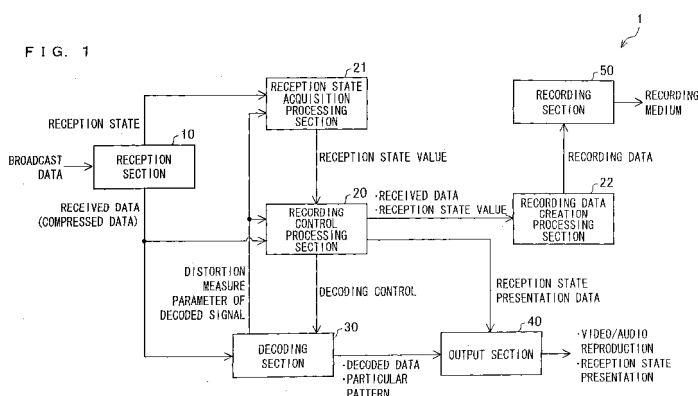 FIG. 1
1
21
RECEPTION STATE
ACQUISITION
PROCESSING
SECTION
50
RECORDING
SECTION
RECORDING
MEDIUM
RECEPTION STATE
10
BROADCAST
DATA
RECEPTION
SECTION
RECEPTION STATE VALUE
RECORDING DATA
RECEIVED DATA
(COMPRESSED DATA)
20
RECORDING
CONTROL
PROCESSING
SECTION
·RECEIVED DATA
·RECEPTION STATE VALUE
22
RECORDING DATA
CREATION
PROCESSING
SECTION
DISTORTION
MEASURE
PARAMETER OF
DECODED SIGNAL
DECODING CONTROL
RECEPTION STATE
PRESENTATION DATA
30
DECODING
SECTION
·DECODED DATA
·PARTICULAR
PATTERN
40
OUTPUT SECTION
·VIDEO/AUDIO
REPRODUCTION
·RECEPTION STATE
PRESENTATION